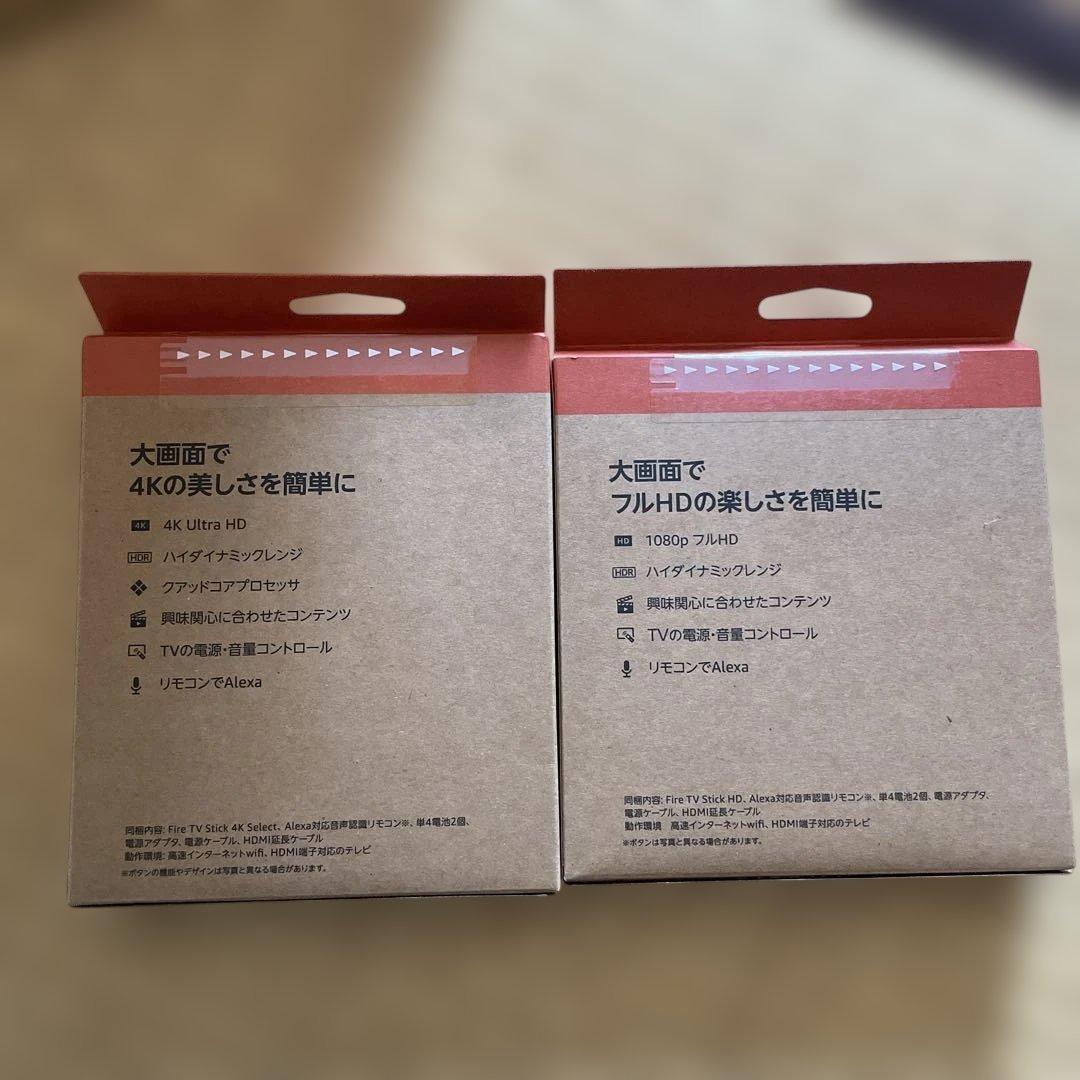 大画面で
4Kの美しさを簡単に
4K 4K Ultra HD
HDR ハイダイナミックレンジ
クアッドコアプロセッサ
興味関心に合わせたコンテンツ
TVの電源・音量コントロール
リモコンでAlexa
同梱内容: Fire TV Stick 4K Select、Alexa対応音声認識リモコン※、単4電池2個、
電源アダプタ、電源ケーブル、HDMI延長ケーブル
動作環境: 高速インターネットwifi、HDMI端子対応のテレビ
※ボタンの機能やデザインは写真と異なる場合があります。
大画面で
フルHDの楽しさを簡単に
HD 1080p フルHD
HDR ハイダイナミックレンジ
興味関心に合わせたコンテンツ
TVの電源・音量コントロール
リモコンでAlexa
同梱内容: Fire TV Stick HD、Alexa対応音声認識リモコン※、単4電池2個、電源アダプタ、
電源ケーブル、HDMI延長ケーブル
動作環境 高速インターネットwifi、HDMI端子対応のテレビ
※ボタンは写真と異なる場合があります。